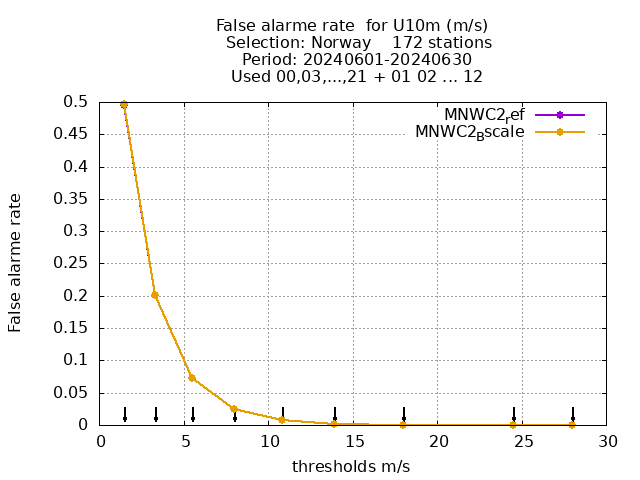 False alarme rate  for U10m (m/s)
Selection: Norway    172 stations
Period: 20240601-20240630
Used 00,03,...,21 + 01 02 ... 12
MNWC2ref
MNWC2Bscale
0.5
0.45
0.4
0.35
0.3
0.25
0.2
0.15
0.1
0.05
0
False alarme rate
0 5 10 15 20 25 30
thresholds m/s